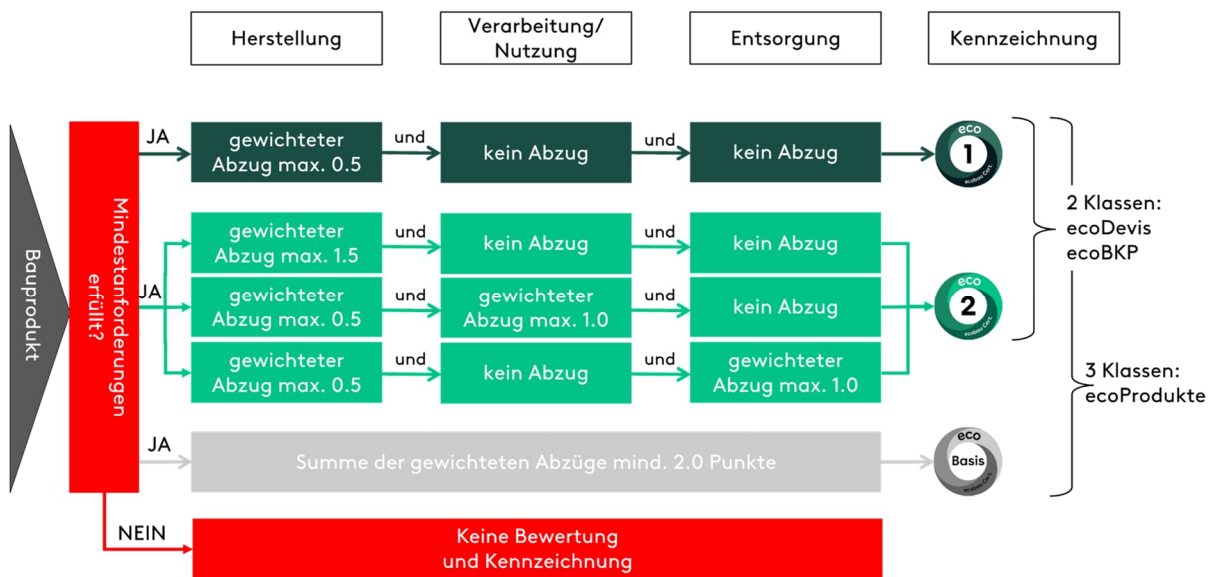 Herstellung
Verarbeitung/
Nutzung
Entsorgung
Kennzeichnung
Bauprodukt
Mindestanforderungen
erfüllt?
JA
gewichteter
Abzug max. 0.5
und
kein Abzug
und
kein Abzug
eco
1
ecobau Cert.
JA
gewichteter
Abzug max. 1.5
und
kein Abzug
und
kein Abzug
gewichteter
Abzug max. 0.5
und
gewichteter
Abzug max. 1.0
und
kein Abzug
gewichteter
Abzug max. 0.5
und
kein Abzug
und
gewichteter
Abzug max. 1.0
eco
2
ecobau Cert.
JA
Summe der gewichteten Abzüge mind. 2.0 Punkte
eco
Basis
ecobau Cert.
NEIN
Keine Bewertung
und Kennzeichnung
2 Klassen:
ecoDevis
ecoBKP
3 Klassen:
ecoProdukte